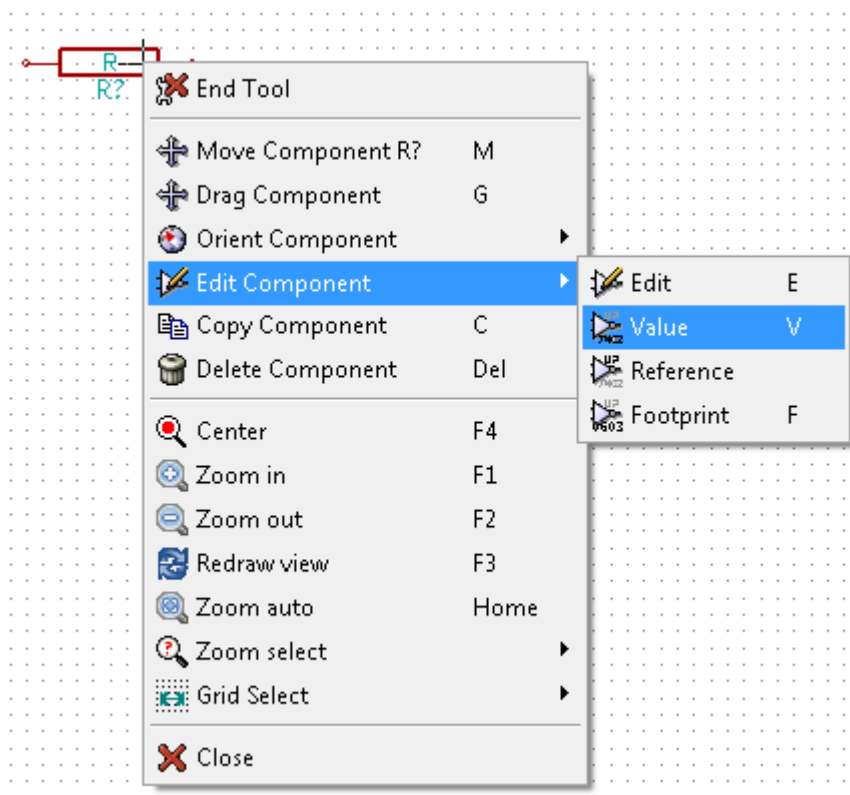 R
R?
End Tool
Move Component R? M
Drag Component G
Orient Component
Edit Component
Edit E
Value V
Reference
Footprint F
Copy Component C
Delete Component Del
Center F4
Zoom in F1
Zoom out F2
Redraw view F3
Zoom auto Home
Zoom select
Grid Select
Close